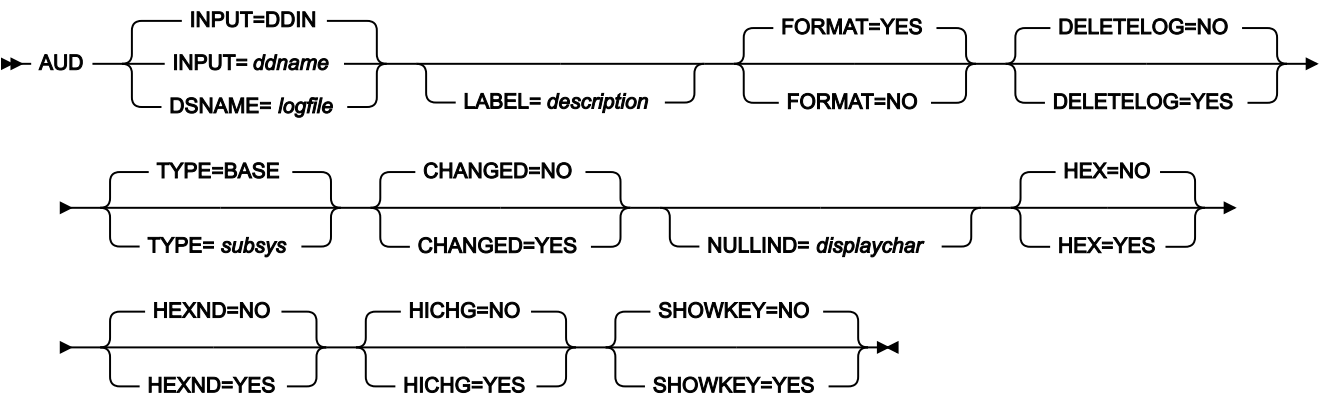 INPUT=DDIN
AUD INPUT= ddname
DSNAME= logfile
LABEL= description
FORMAT=YES
FORMAT=NO
DELETELOG=NO
DELETELOG=YES
TYPE=BASE
TYPE= subsys
CHANGED=NO
CHANGED=YES
NULLIND= displaychar
HEX=NO
HEX=YES
HEXND=NO
HEXND=YES
HICHG=NO
HICHG=YES
SHOWKEY=NO
SHOWKEY=YES